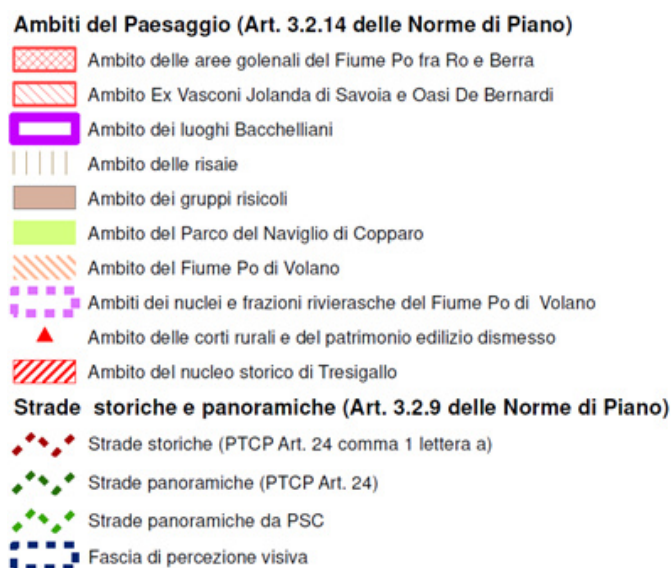 Ambiti del Paesaggio (Art. 3.2.14 delle Norme di Piano)
Ambito delle aree golenali del Fiume Po fra Ro e Berra
Ambito Ex Vasconi Jolanda di Savoia e Oasi De Bernardi
Ambito dei luoghi Bacchelliani
Ambito delle risaie
Ambito dei gruppi risicoli
Ambito del Parco del Naviglio di Copparo
Ambito del Fiume Po di Volano
Ambiti dei nuclei e frazioni rivierasche del Fiume Po di Volano
Ambito delle corti rurali e del patrimonio edilizio dismesso
Ambito del nucleo storico di Tresigallo
Strade storiche e panoramiche (Art. 3.2.9 delle Norme di Piano)
Strade storiche (PTCP Art. 24 comma 1 lettera a)
Strade panoramiche (PTCP Art. 24)
Strade panoramiche da PSC
Fascia di percezione visiva